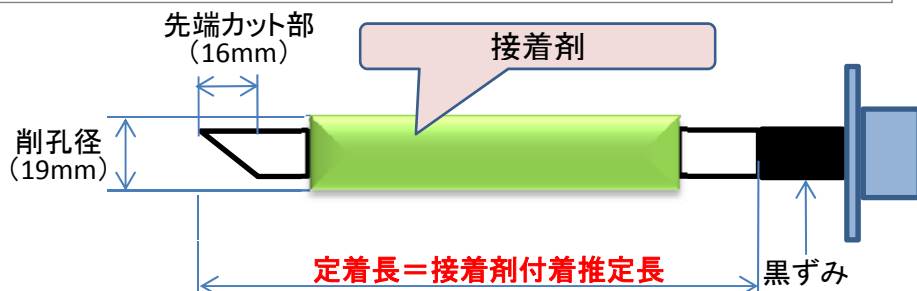 先端カット部
（16mm）
接着剤
削孔径
（19mm）
定着長＝接着剤付着推定長
黒ずみ